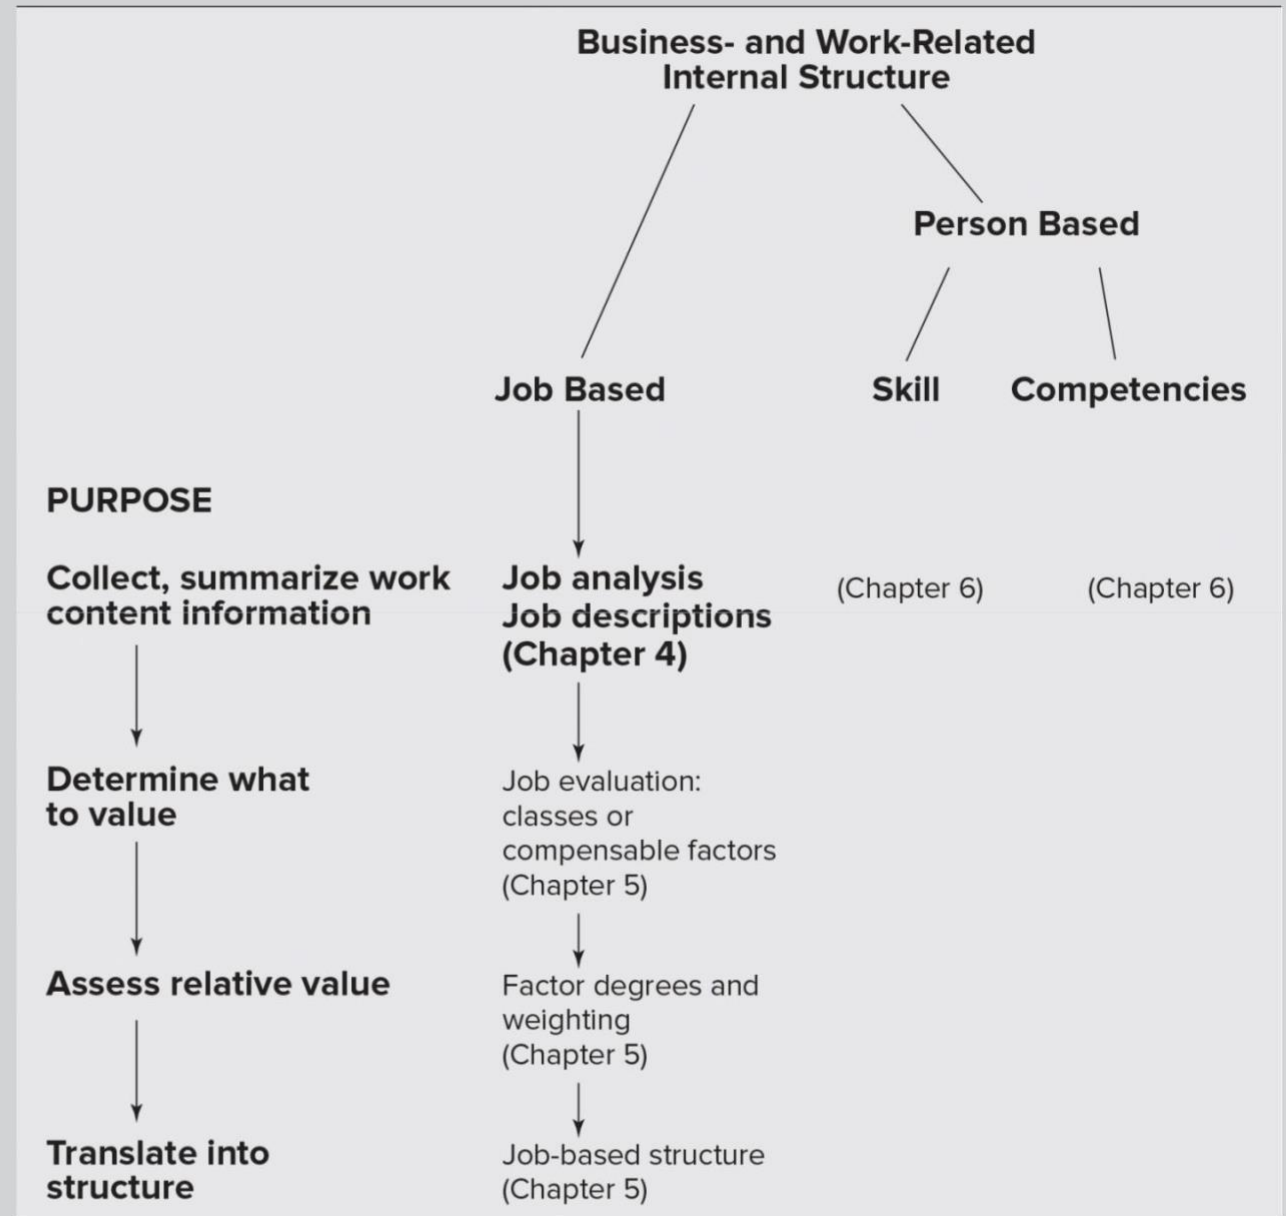 Business- and Work-Related
Internal Structure
Person Based
Job Based
Skill
Competencies
PURPOSE
Collect, summarize work
content information
Job analysis
Job descriptions
(Chapter 4)
(Chapter 6)
(Chapter 6)
Determine what
to value
Job evaluation:
classes or
compensable factors
(Chapter 5)
Assess relative value
Factor degrees and
weighting
(Chapter 5)
Translate into
structure
Job-based structure
(Chapter 5)